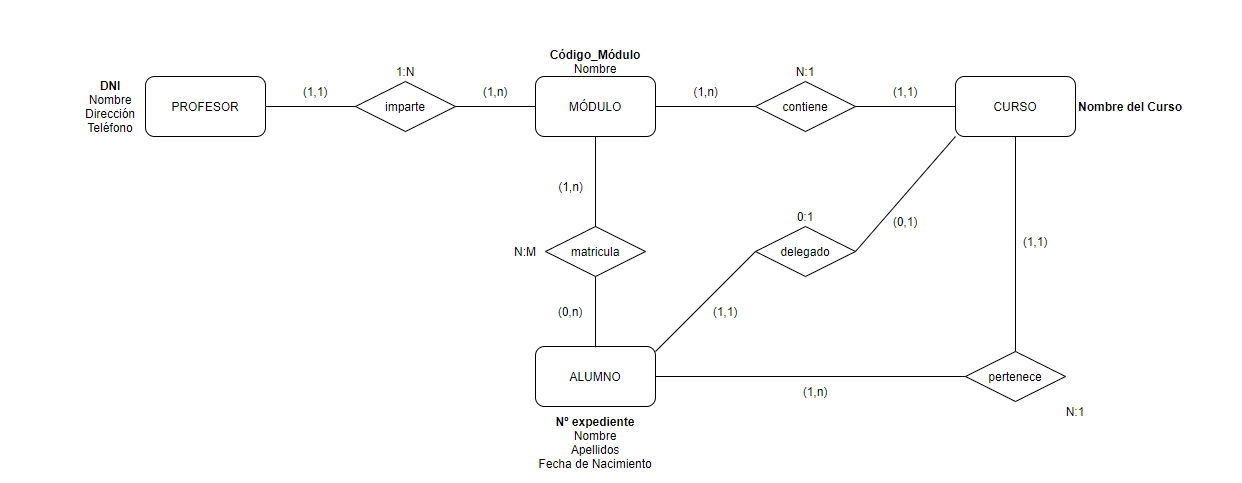 Código_Módulo
Nombre
1:N
N:1
DNI
Nombre
Dirección
Teléfono
PROFESOR
(1,1)
imparte
(1,n)
MÓDULO
(1,n)
contiene
(1,1)
CURSO
Nombre del Curso
(1,n)
0:1
(0,1)
(1,1)
N:M
matricula
delegado
(0,n)
(1,1)
ALUMNO
pertenece
(1,n)
N:1
Nº expediente
Nombre
Apellidos
Fecha de Nacimiento